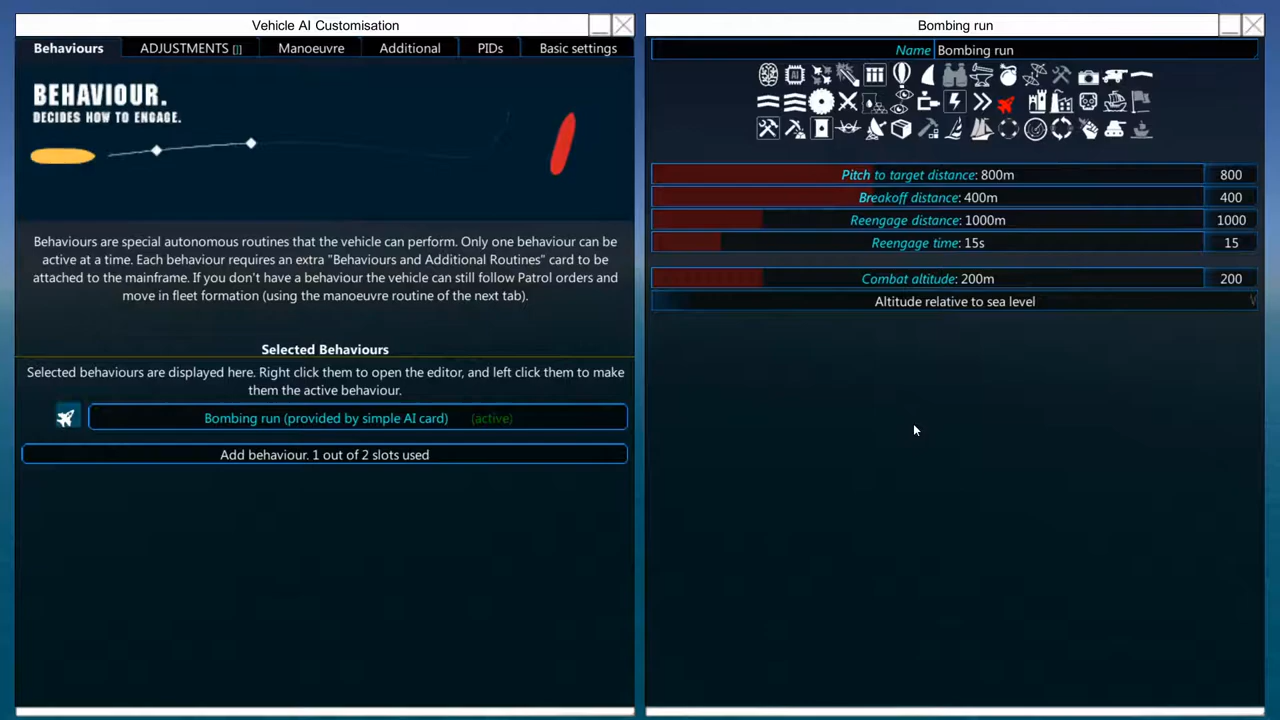 Vehicle AI Customisation
Behaviours
ADJUSTMENTS []]
Manoeuvre
Additional
PIDs
Basic settings
BEHAVIOUR.
DECIDES HOW TO ENGAGE.
Behaviours are special autonomous routines that the vehicle can perform. Only one behaviour can be
active at a time. Each behaviour requires an extra "Behaviours and Additional Routines" card to be
attached to the mainframe. If you don't have a behaviour the vehicle can still follow Patrol orders and
move in fleet formation (using the manoeuvre routine of the next tab).
Selected Behaviours
Selected behaviours are displayed here. Right click them to open the editor, and left click them to make
them the active behaviour.
Bombing run (provided by simple AI card) (active)
Add behaviour. 1 out of 2 slots used
Bombing run
Name Bombing run
AI
Pitch to target distance: 800m 800
Breakoff distance: 400m 400
Reengage distance: 1000m 1000
Reengage time: 15s 15
Combat altitude: 200m 200
Altitude relative to sea level V